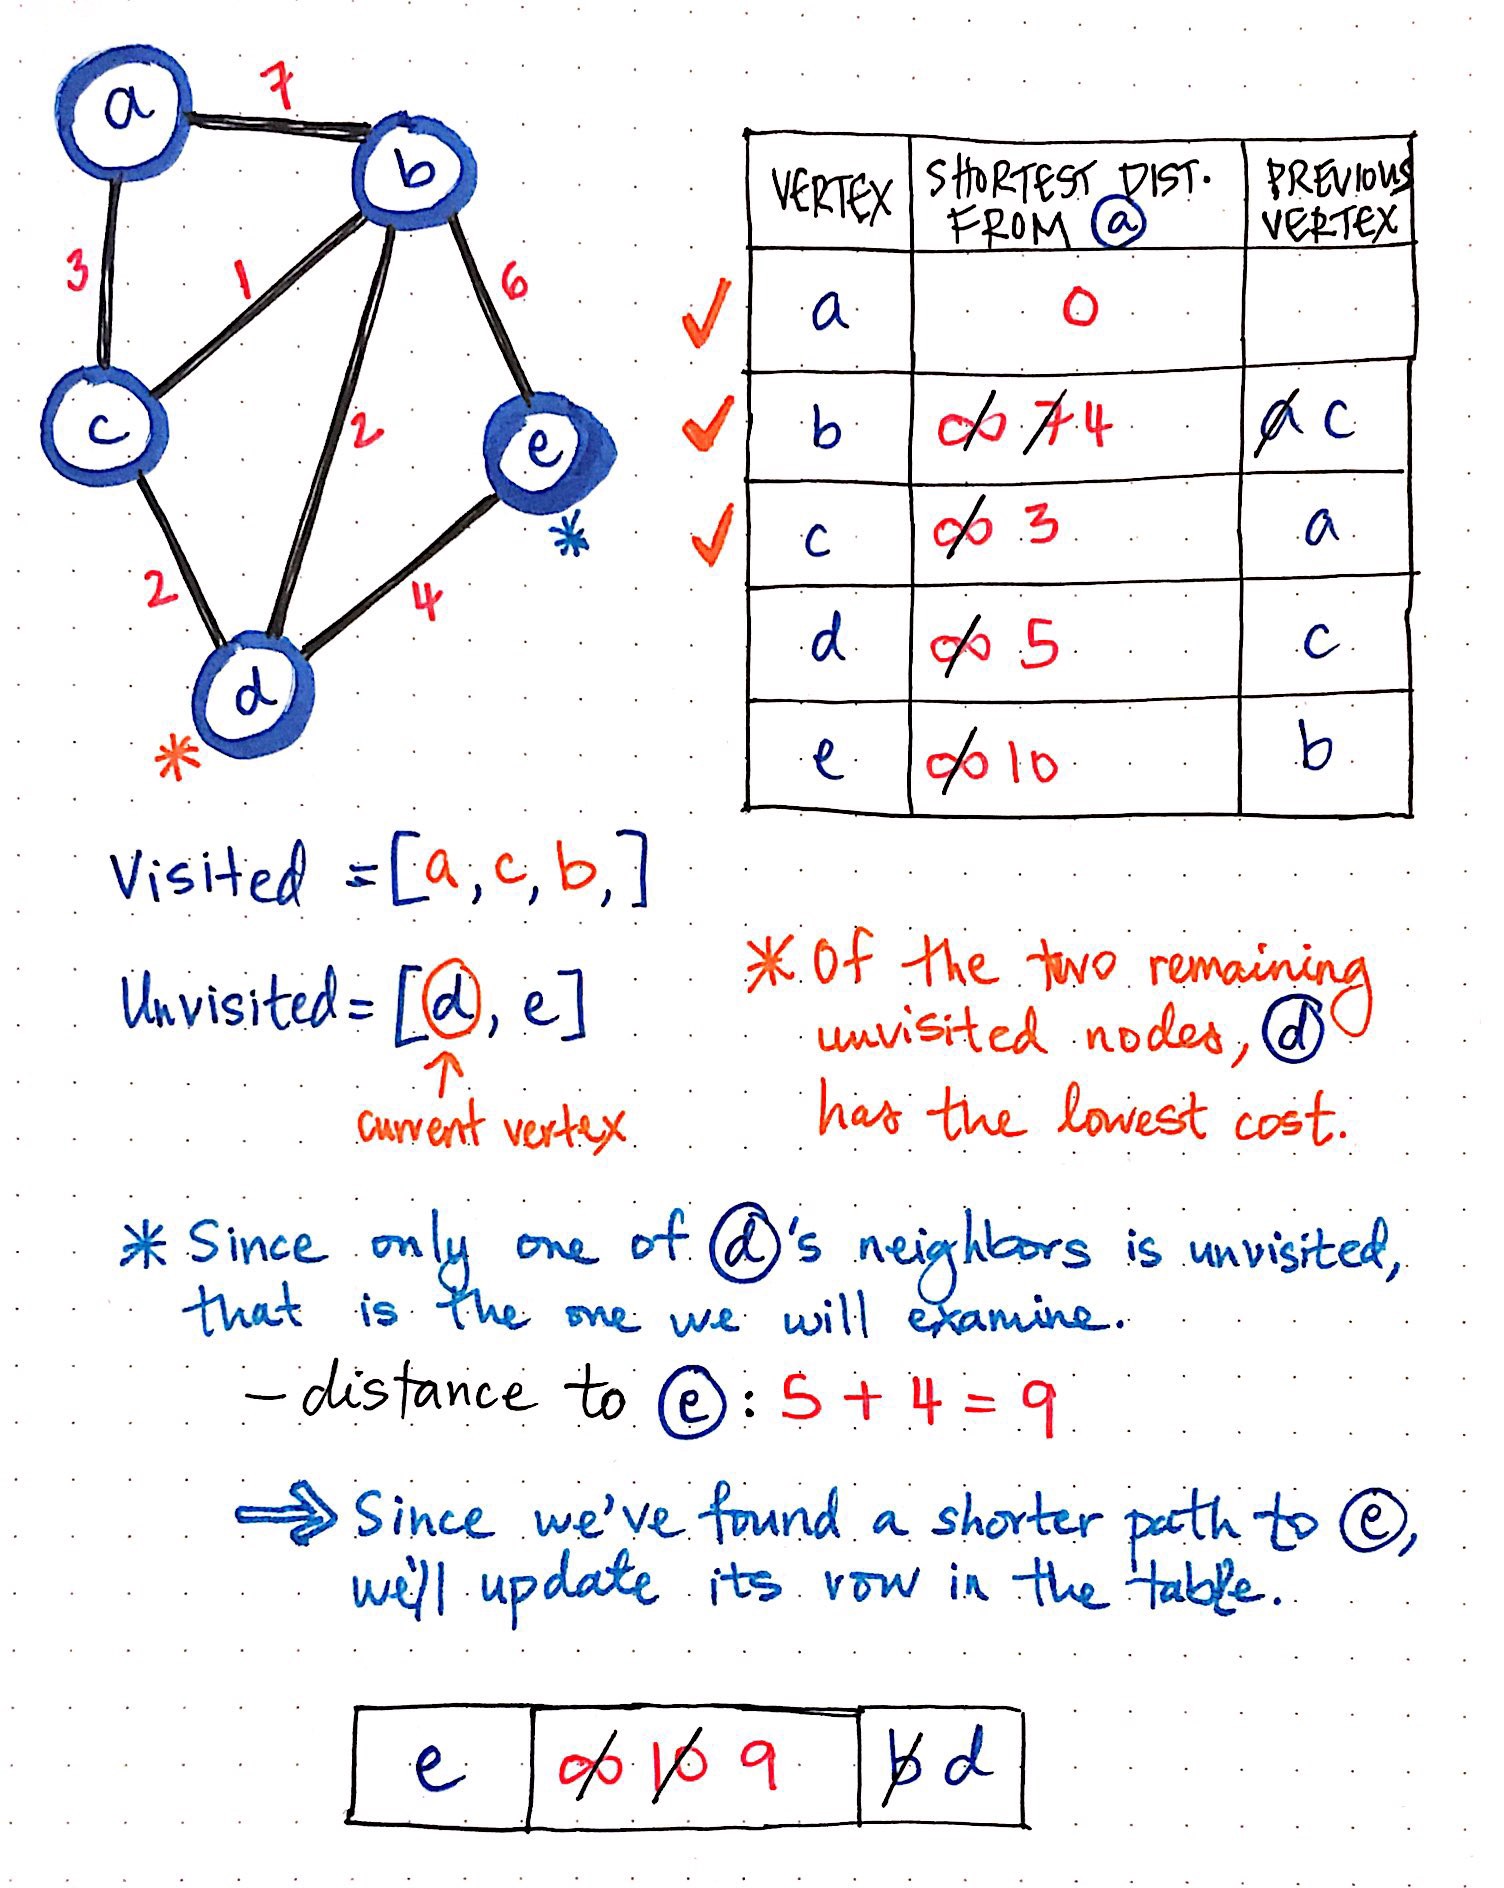 a
7
b
3
1
6
c
2
e
*
2
4
d
*
VERTEX SHORTEST DIST. FROM a PREVIOUS VERTEX
✓ a 0
✓ b ∞ 7 4 a c
✓ c ∞ 3 a
d ∞ 5 c
e ∞ 10 b
Visited = [a, c, b, ]
Unvisited = [d, e]
↑
current vertex
* Of the two remaining
unvisited nodes, d
has the lowest cost.
* Since only one of d's neighbors is unvisited,
that is the one we will examine.
– distance to e : 5 + 4 = 9
⇒ Since we've found a shorter path to e,
we'll update its row in the table.
e ∞ 10 9 b d